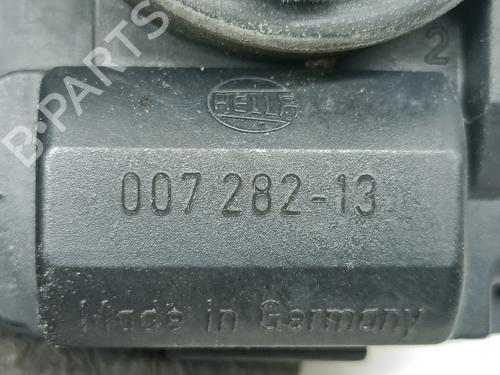 B-PARTS
2
HELLA
007 282-13
Made in Germany